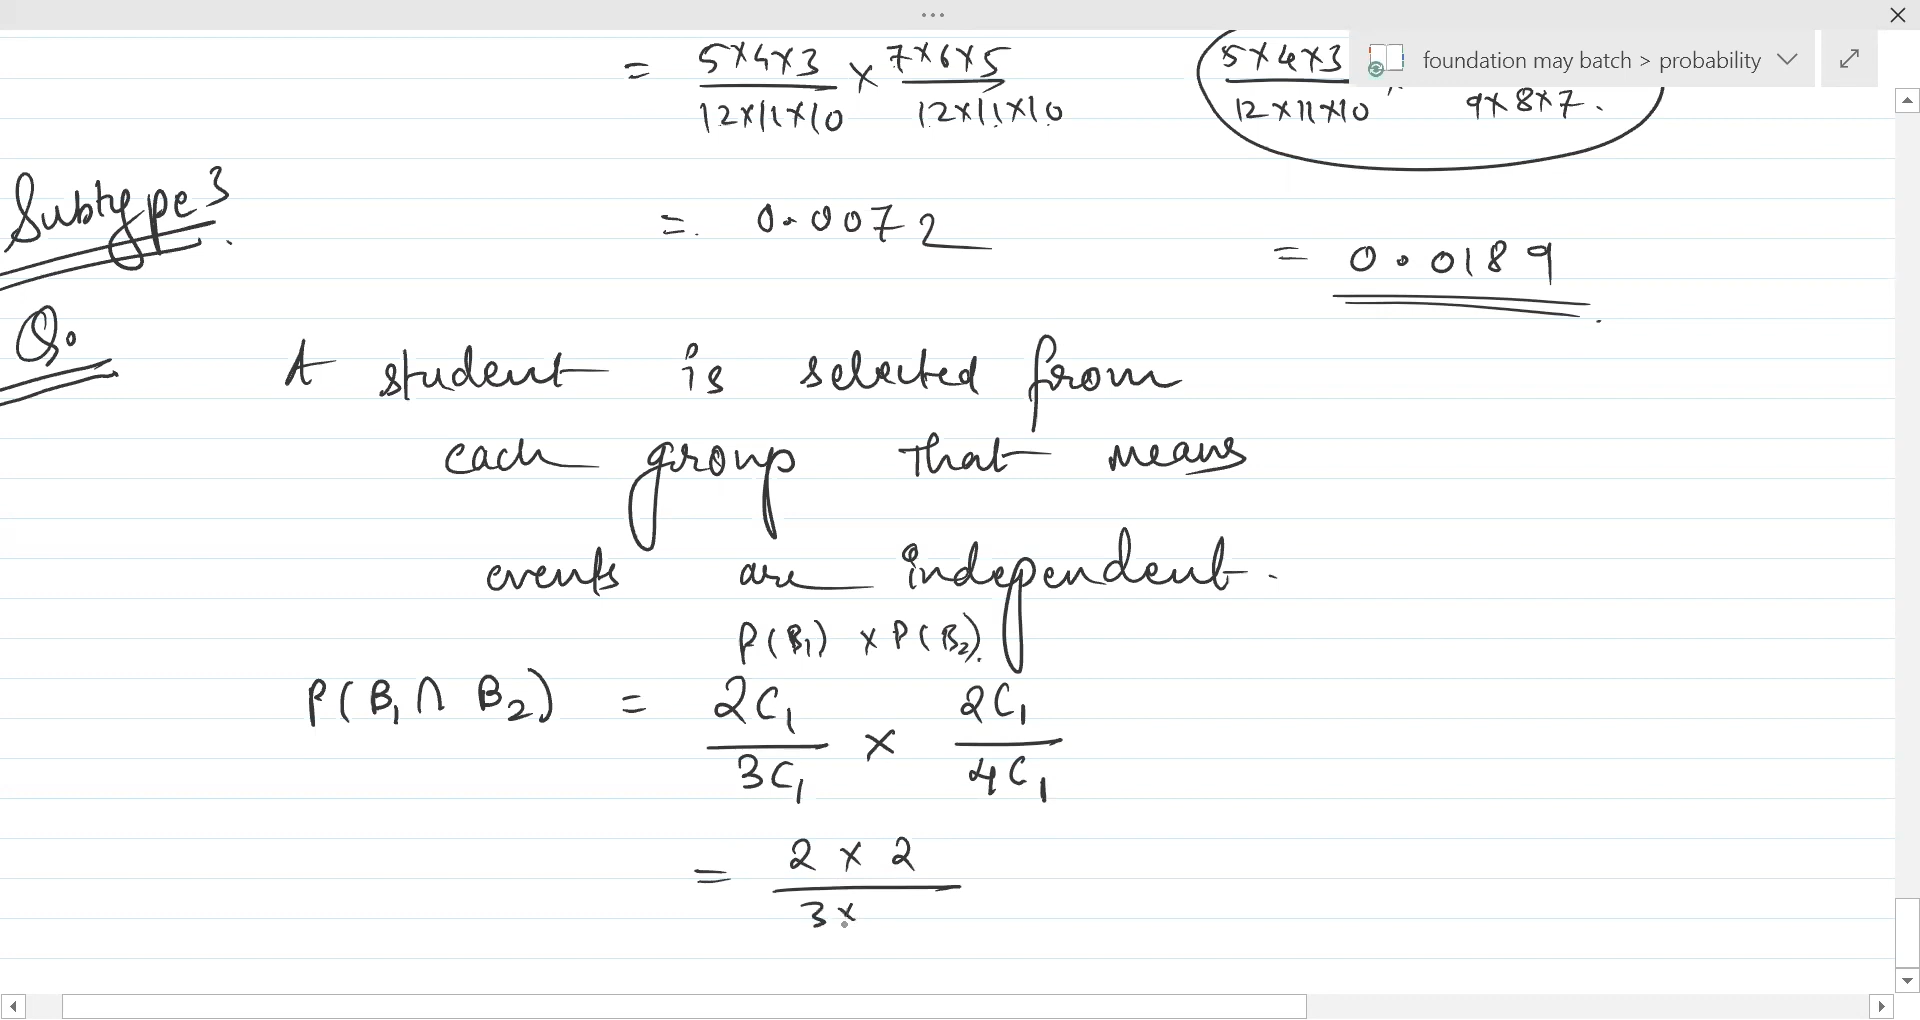 foundation may batch > probability
= 5×4×3 / 12×11×10 × 7×6×5 / 12×11×10
5×4×3 / 12×11×10 × 9×8×7.
Subtype 3
= 0.0072
= 0.0189
Q.
A student is selected from
each group that means
events are independent.
P(B₁) × P(B₂).
P(B₁ ∩ B₂) = 2C₁ / 3C₁ × 2C₁ / 4C₁
= 2 × 2 / 3 ×